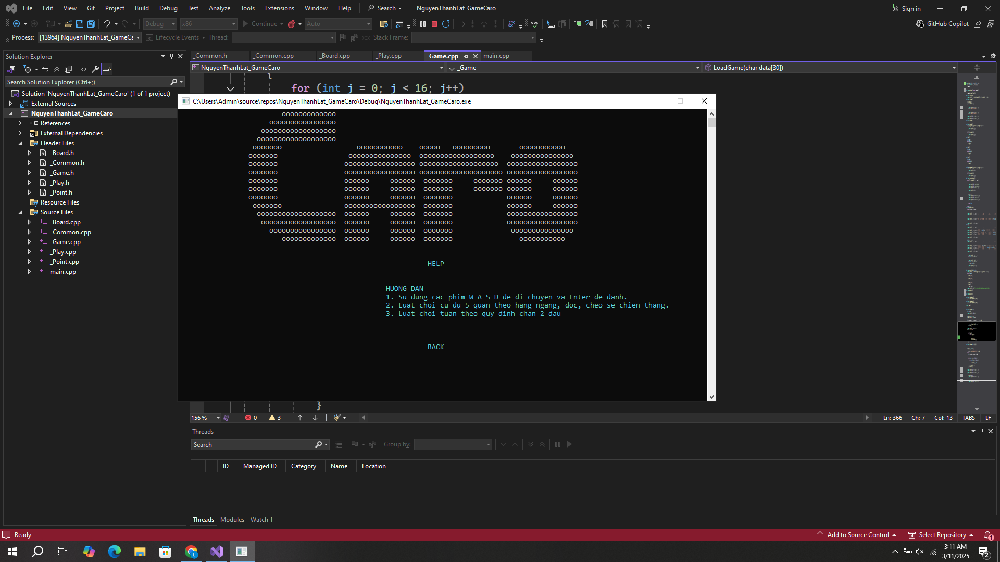 File Edit View Git Project Build Debug Test Analyze Tools Extensions Window Help Search NguyenThanhLat_GameCaro Sign in
Debug x86 Continue Auto GitHub Copilot
Process: [13964] NguyenThanhLat_GameCa Lifecycle Events Thread: Stack Frame:
Solution Explorer
Search Solution Explorer (Ctrl+;)
Solution 'NguyenThanhLat_GameCaro' (1 of 1 project)
External Sources
NguyenThanhLat_GameCaro
References
External Dependencies
Header Files
_Board.h
_Common.h
_Game.h
_Play.h
_Point.h
Resource Files
Source Files
_Board.cpp
_Common.cpp
_Game.cpp
_Play.cpp
_Point.cpp
main.cpp
_Common.h _Common.cpp _Board.cpp _Play.cpp _Game.cpp main.cpp
NguyenThanhLat_GameCaro _Game LoadGame(char data[30])
{
for (int j = 0; j < 16; j++)
C:\Users\Admin\source\repos\NguyenThanhLat_GameCaro\Debug\NguyenThanhLat_GameCaro.exe
Caro
HELP
HUONG DAN
1. Su dung cac phim W A S D de di chuyen va Enter de danh.
2. Luat choi cu du 5 quan theo hang ngang, doc, cheo se chien thang.
3. Luat choi tuan theo quy dinh chan 2 dau
BACK
}
156 % 0 3 Ln: 366 Ch: 7 Col: 13 TABS LF
Threads
Search Group by:
ID Managed ID Category Name Location
Threads Modules Watch 1
Ready Add to Source Control Select Repository 1
3:11 AM
3/11/2025
2